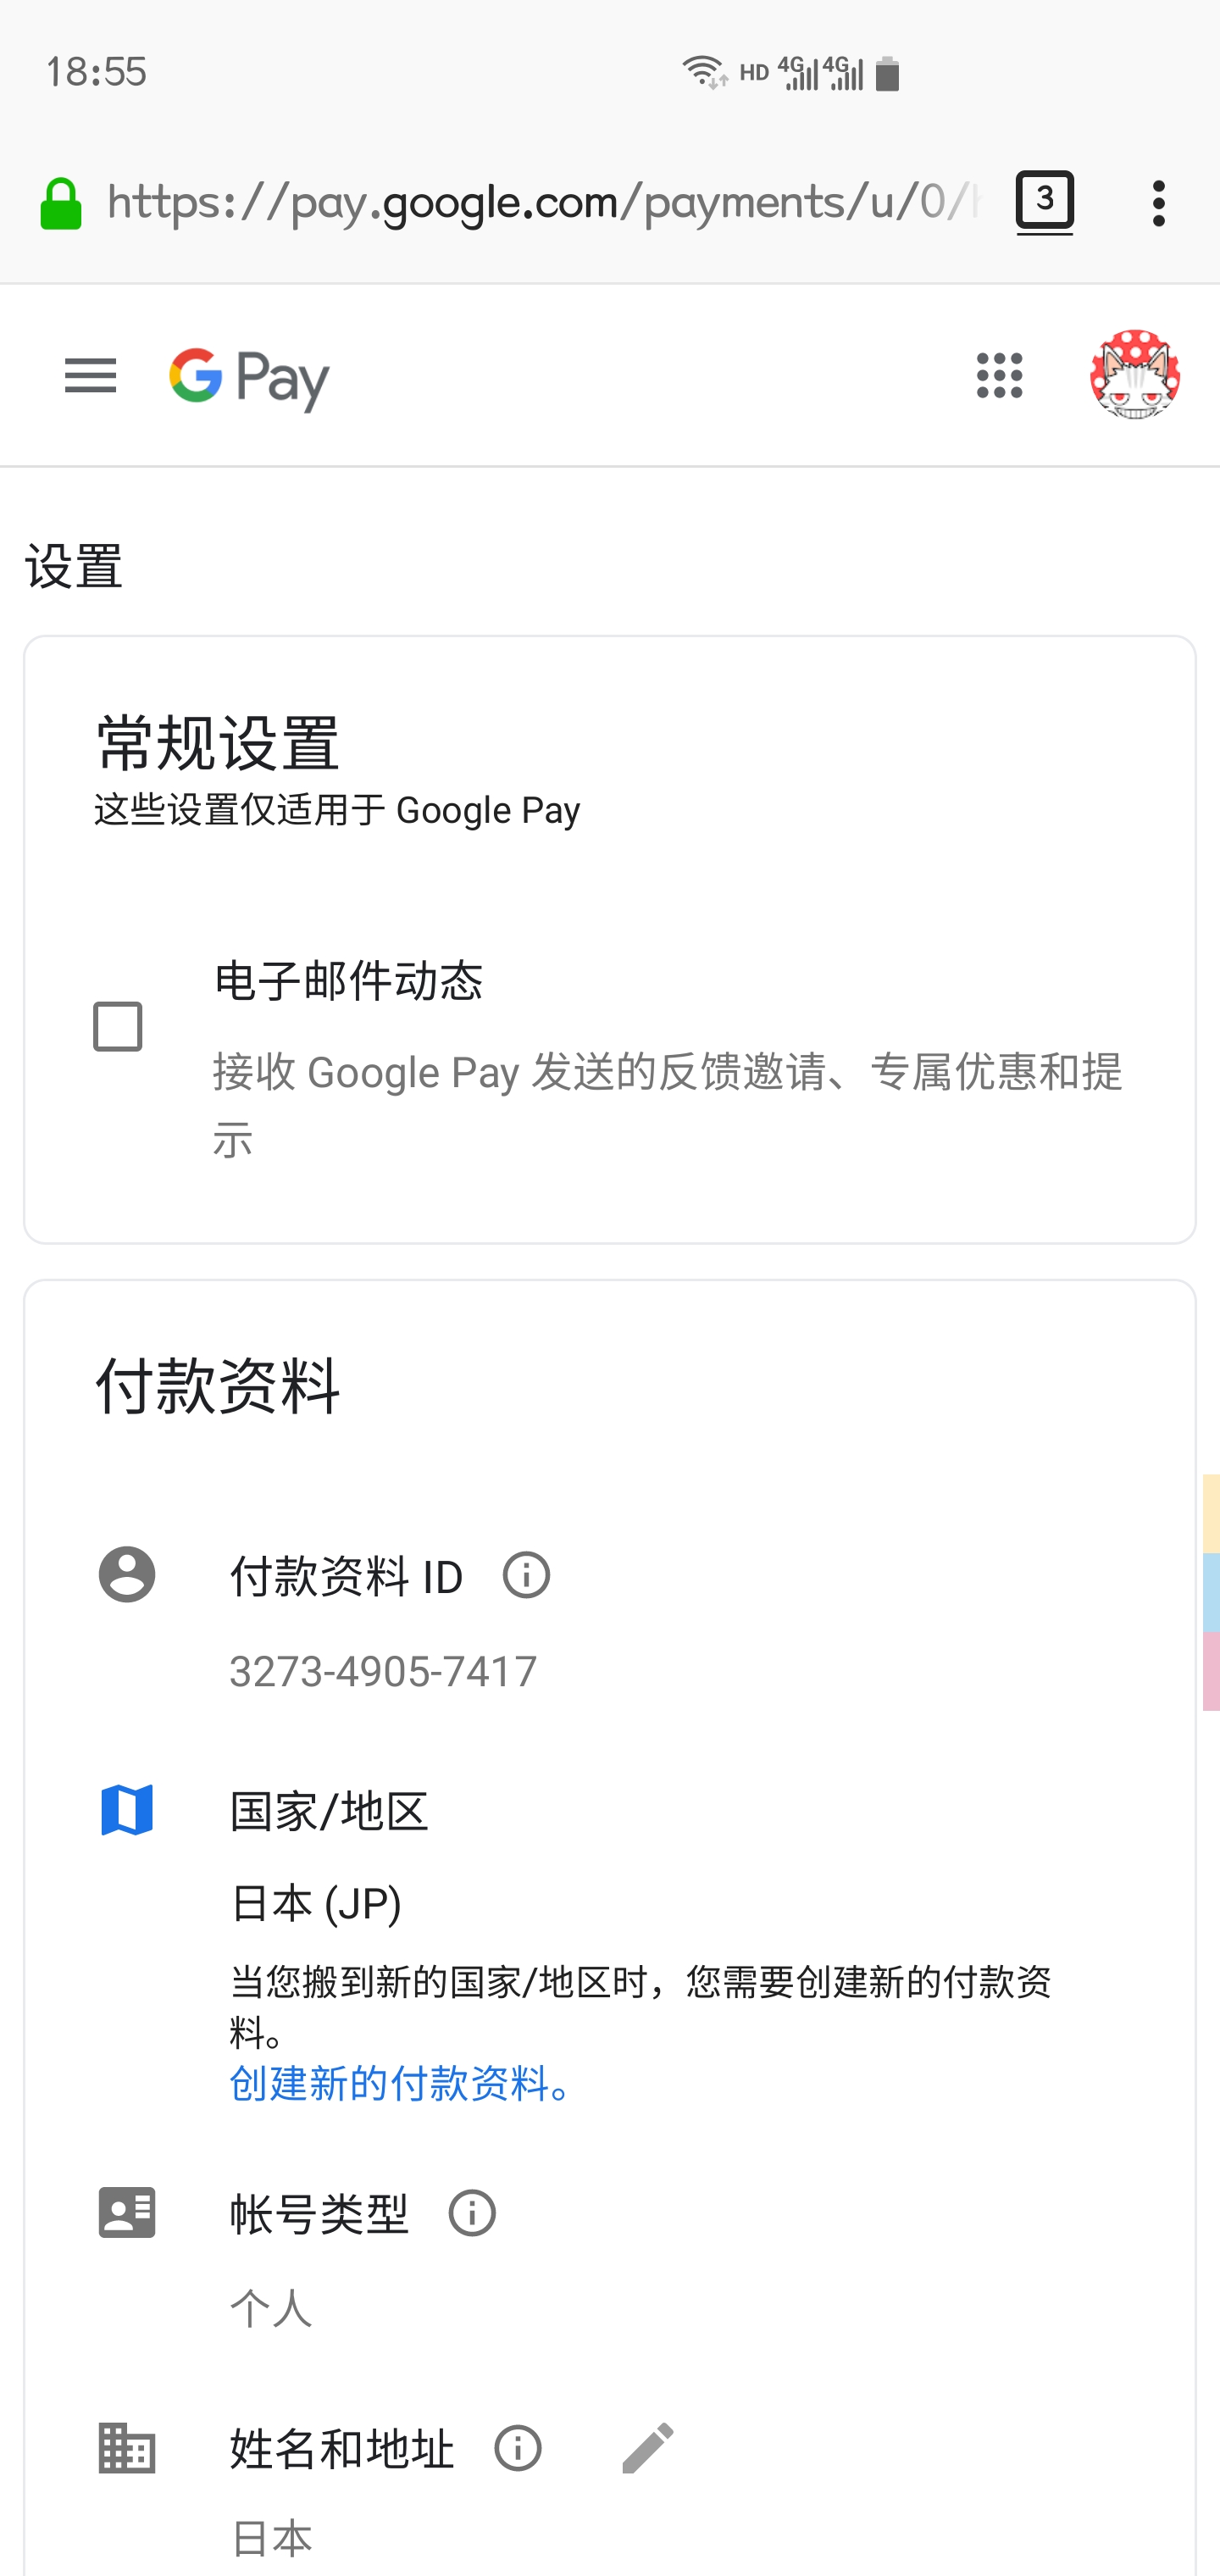 18:55
HD 4G 4G
https://pay.google.com/payments/u/0/h
3
G Pay
设置
常规设置
这些设置仅适用于 Google Pay
电子邮件动态
接收 Google Pay 发送的反馈邀请、专属优惠和提
示
付款资料
付款资料 ID
3273-4905-7417
国家/地区
日本 (JP)
当您搬到新的国家/地区时，您需要创建新的付款资
料。
创建新的付款资料。
帐号类型
个人
姓名和地址
日本